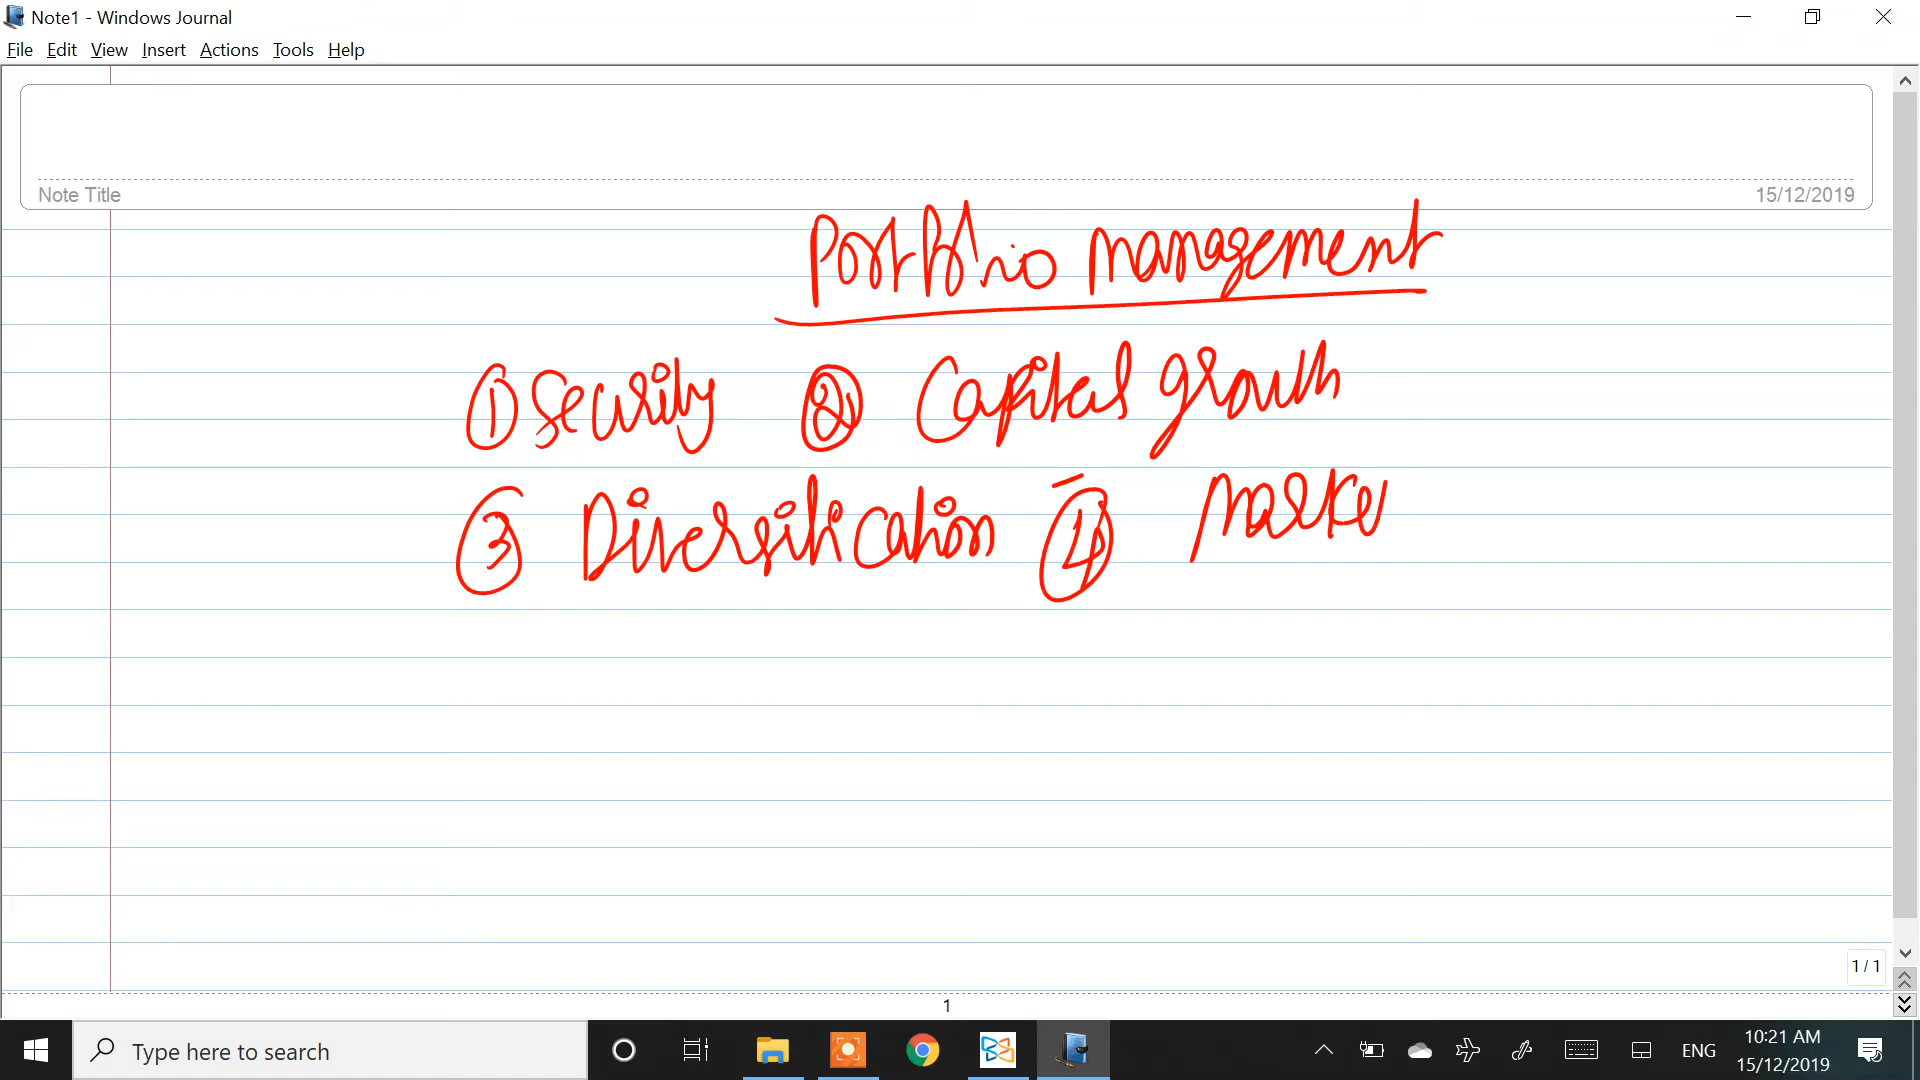 Note1 - Windows Journal
File Edit View Insert Actions Tools Help
Note Title 15/12/2019
Portfolio management
① Security ② Capital growth
③ Diversification ④ Marke
1 / 1
1
Type here to search ENG 10:21 AM
15/12/2019